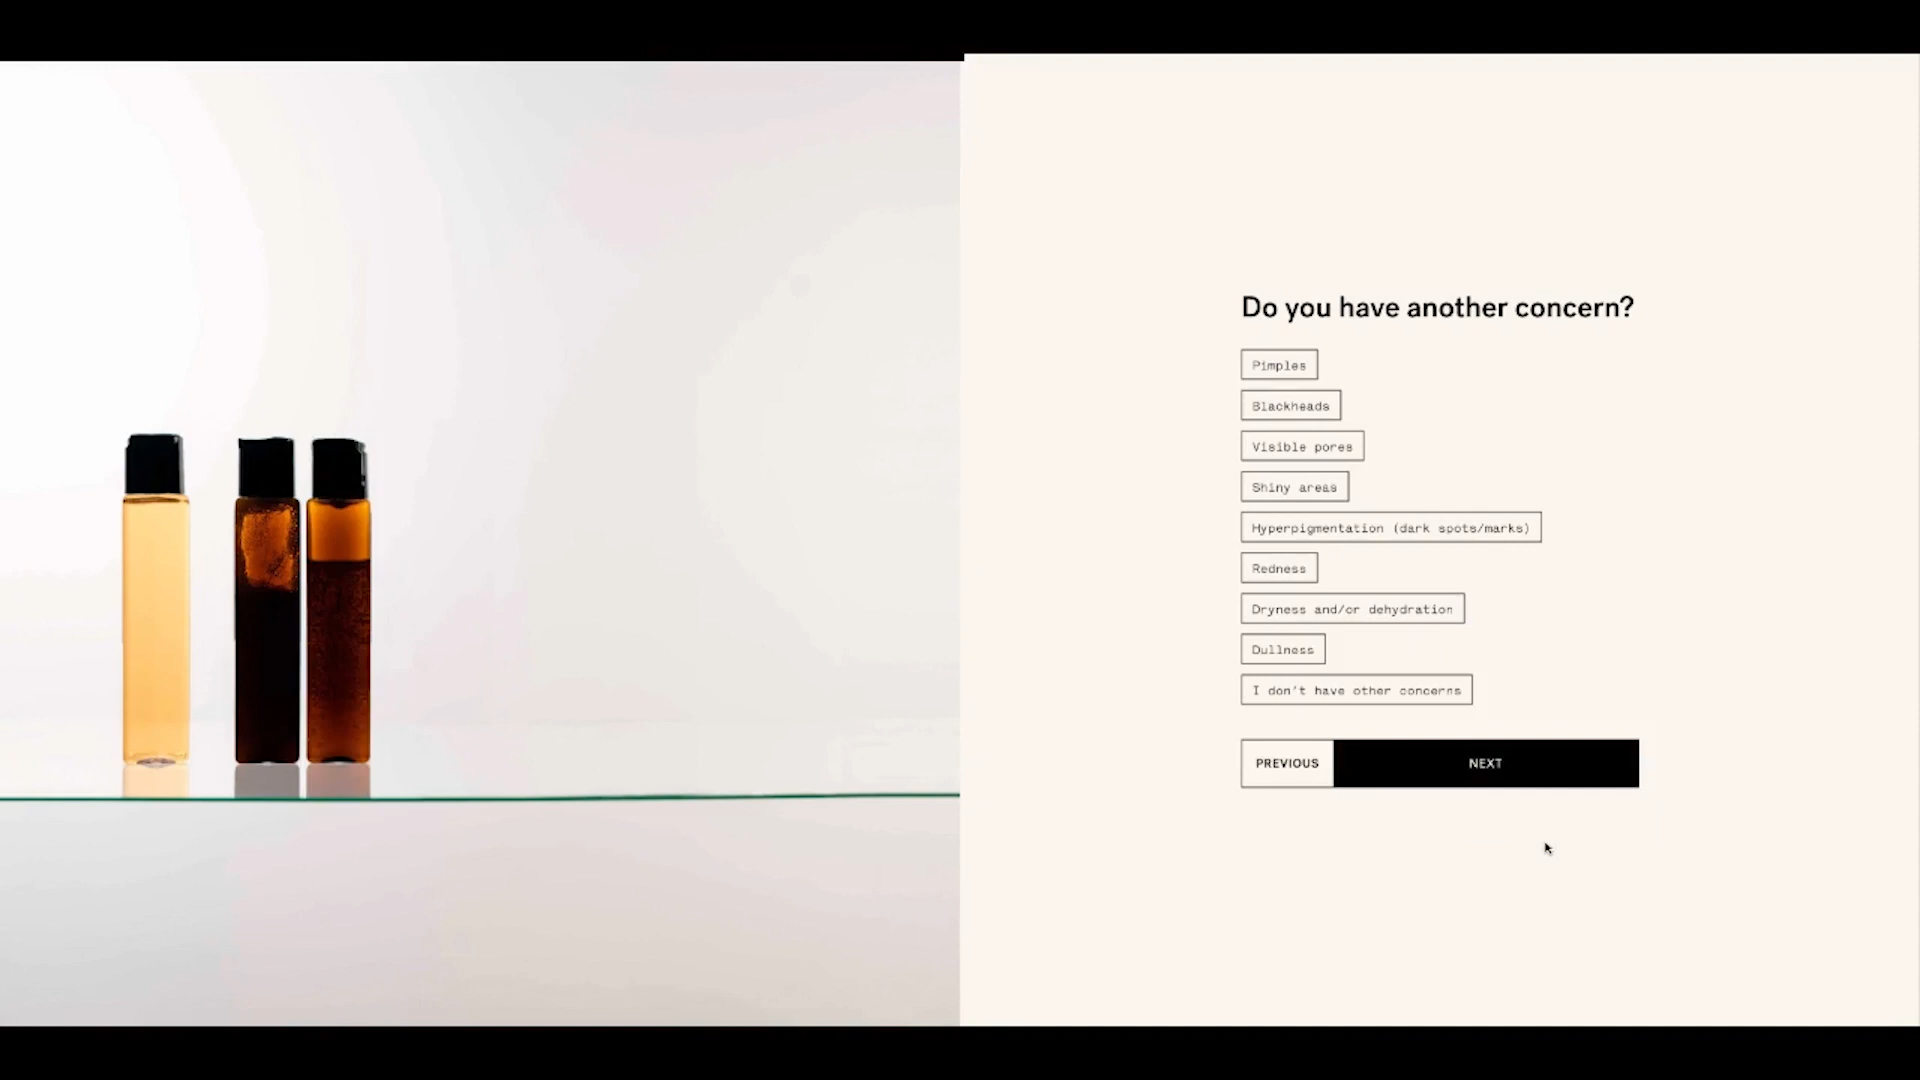 Do you have another concern?
Pimples
Blackheads
Visible pores
Shiny areas
Hyperpigmentation (dark spots/marks)
Redness
Dryness and/or dehydration
Dullness
I don't have other concerns
PREVIOUS
NEXT